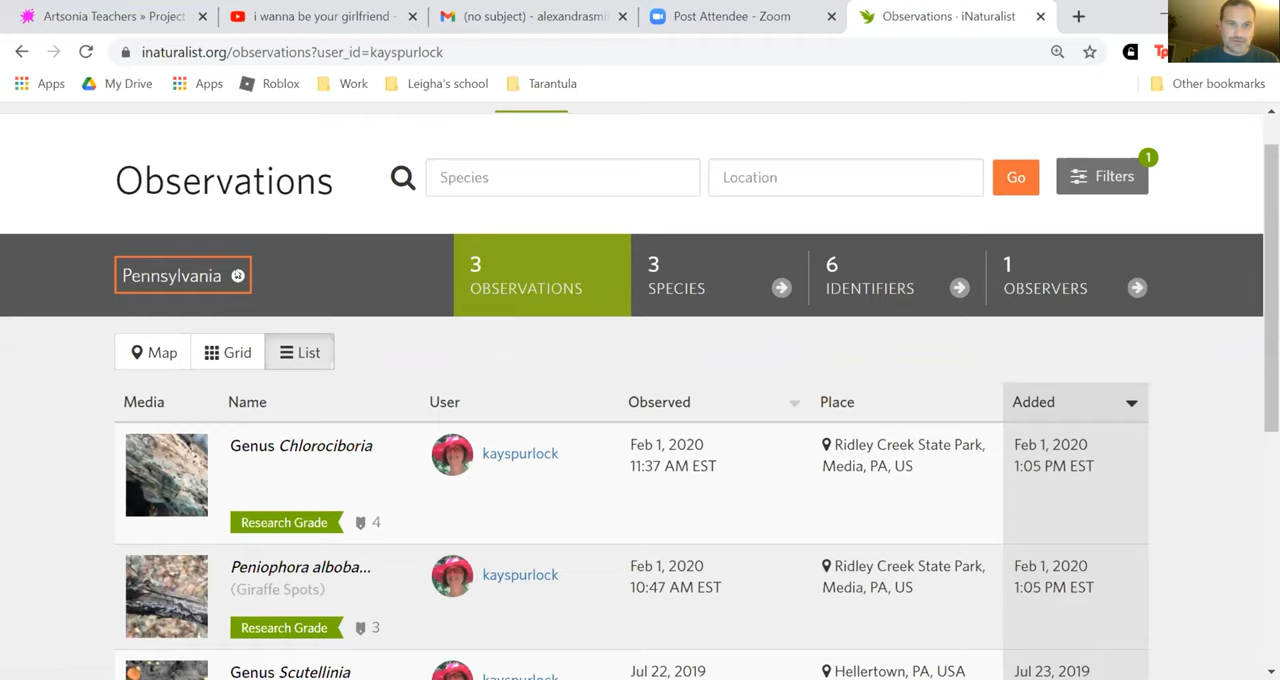 Artsonia Teachers » Project
i wanna be your girlfriend -
(no subject) - alexandrasmi
Post Attendee - Zoom
Observations · iNaturalist
inaturalist.org/observations?user_id=kayspurlock
Apps My Drive Apps Roblox Work Leigha's school Tarantula Other bookmarks
Observations
Species
Location
Go
Filters
1
Pennsylvania
3 OBSERVATIONS
3 SPECIES
6 IDENTIFIERS
1 OBSERVERS
Map Grid List
Media Name User Observed Place Added
Genus Chlorociboria
Research Grade 4
kayspurlock
Feb 1, 2020
11:37 AM EST
Ridley Creek State Park,
Media, PA, US
Feb 1, 2020
1:05 PM EST
Peniophora alboba...
(Giraffe Spots)
Research Grade 3
kayspurlock
Feb 1, 2020
10:47 AM EST
Ridley Creek State Park,
Media, PA, US
Feb 1, 2020
1:05 PM EST
Genus Scutellinia
kayspurlock
Jul 22, 2019
Hellertown, PA, USA
Jul 23, 2019